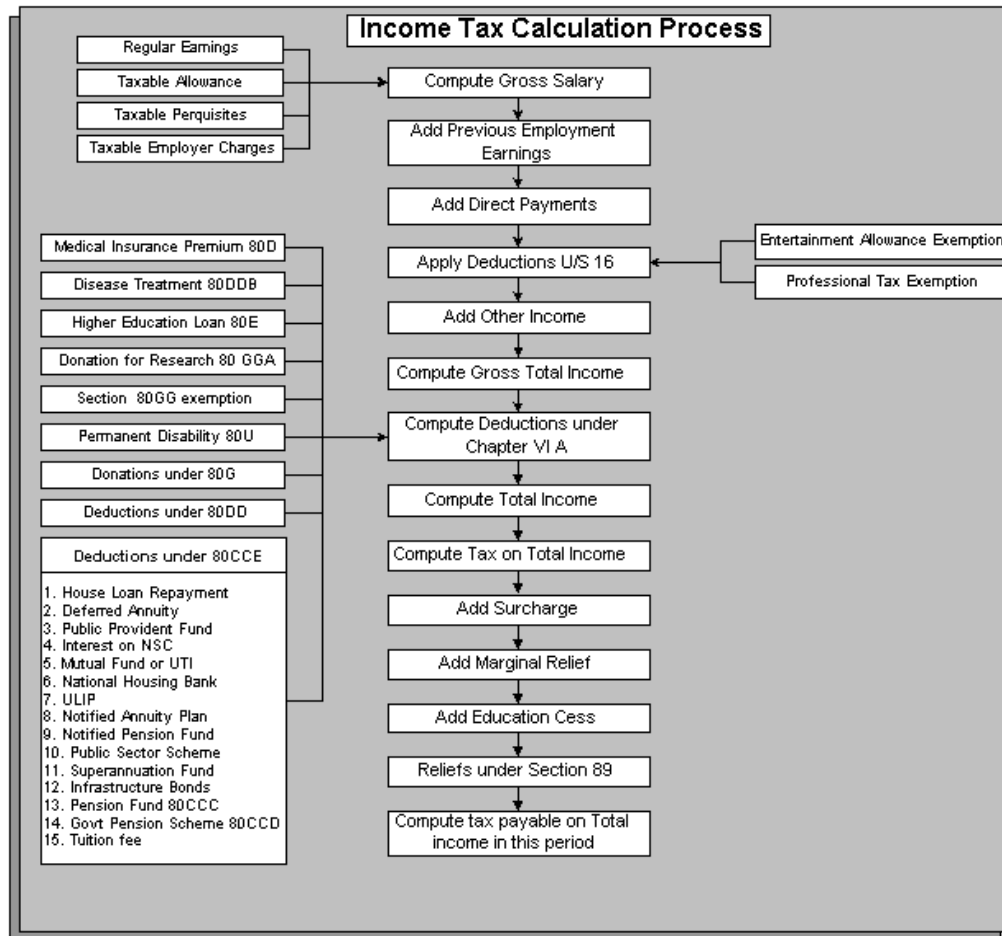 Income Tax Calculation Process
Regular Earnings
Taxable Allowance
Taxable Perquisites
Taxable Employer Charges
Compute Gross Salary
Add Previous Employment
Earnings
Add Direct Payments
Medical Insurance Premium 80D
Disease Treatment 80DDB
Higher Education Loan 80E
Donation for Research 80 GGA
Section 80GG exemption
Permanent Disability 80U
Donations under 80G
Deductions under 80DD
Deductions under 80CCE
1. House Loan Repayment
2. Deferred Annuity
3. Public Provident Fund
4. Interest on NSC
5. Mutual Fund or UTI
6. National Housing Bank
7. ULIP
8. Notified Annuity Plan
9. Notified Pension Fund
10. Public Sector Scheme
11. Superannuation Fund
12. Infrastructure Bonds
13. Pension Fund 80CCC
14. Govt Pension Scheme 80CCD
15. Tuition fee
Apply Deductions U/S 16
Entertainment Allowance Exemption
Professional Tax Exemption
Add Other Income
Compute Gross Total Income
Compute Deductions under
Chapter VI A
Compute Total Income
Compute Tax on Total Income
Add Surcharge
Add Marginal Relief
Add Education Cess
Reliefs under Section 89
Compute tax payable on Total
income in this period